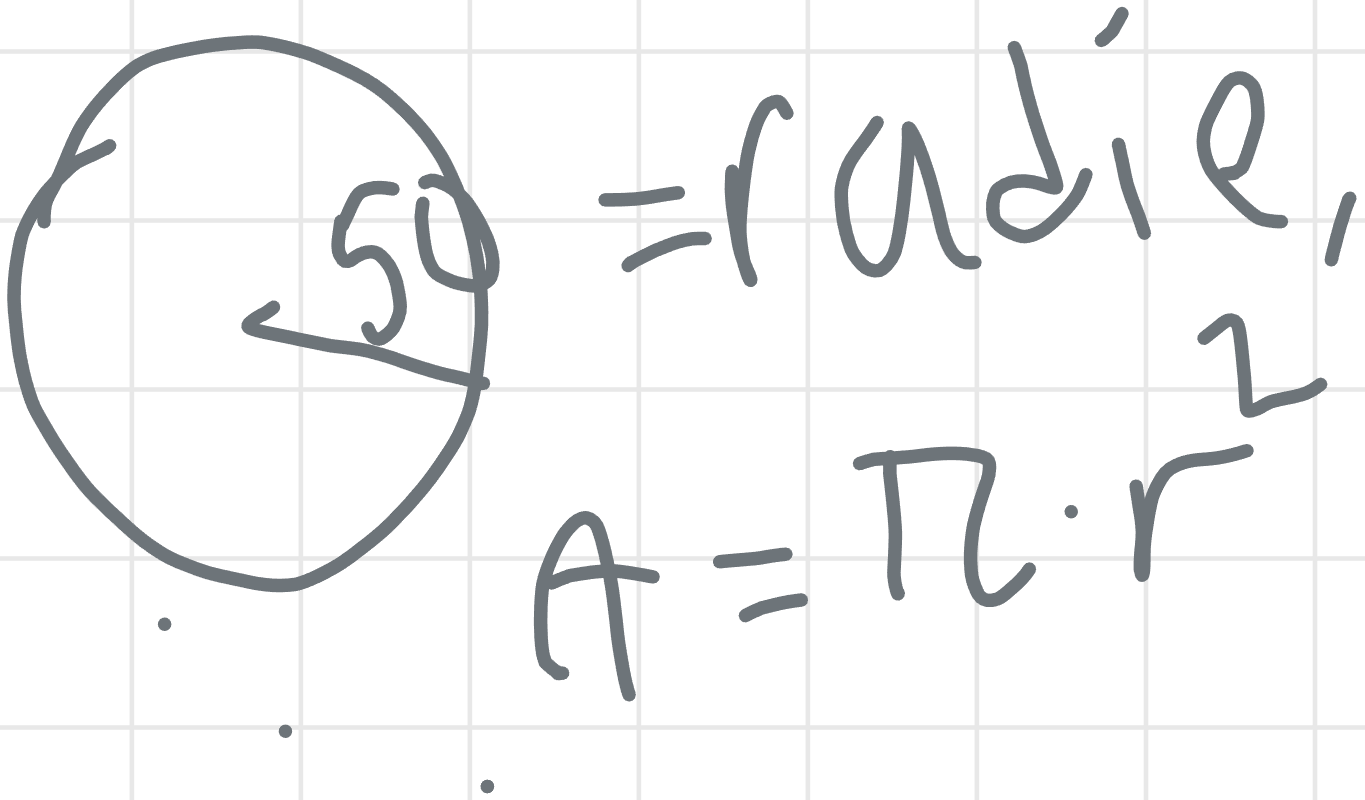 50 = radie,
A = π · r²